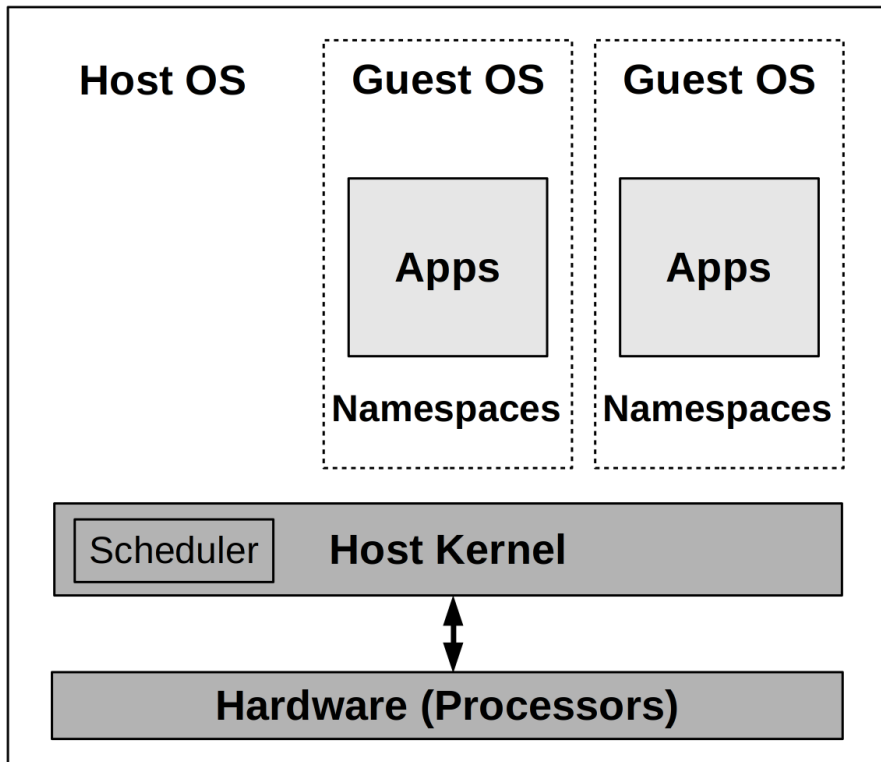 Host OS
Guest OS
Guest OS
Apps
Apps
Namespaces
Namespaces
Scheduler
Host Kernel
Hardware (Processors)